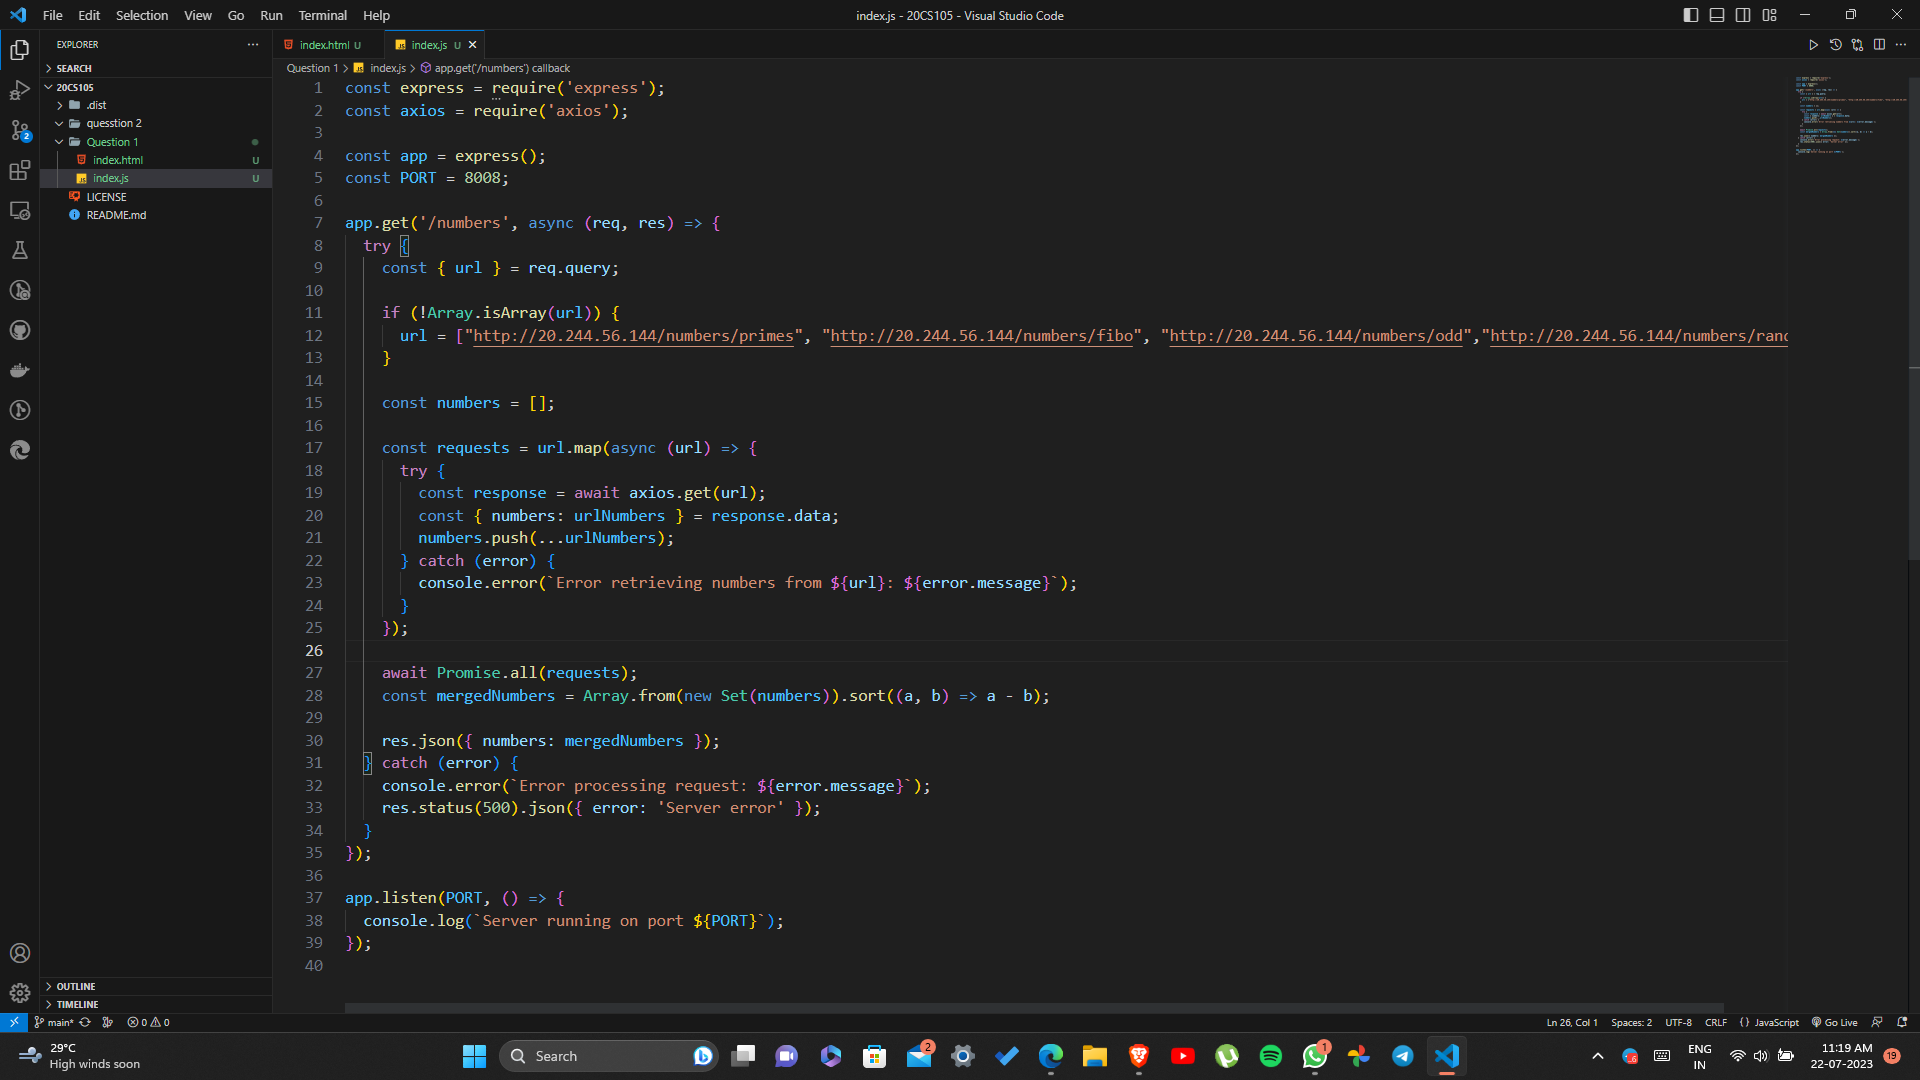 File Edit Selection View Go Run Terminal Help
index.js - 20CS105 - Visual Studio Code
EXPLORER
SEARCH
20CS105
.dist
quesstion 2
Question 1
index.html U
index.js U
LICENSE
README.md
OUTLINE
TIMELINE
index.html U
index.js U
Question 1 > index.js > app.get('/numbers') callback
1 const express = require('express');
2 const axios = require('axios');
3
4 const app = express();
5 const PORT = 8008;
6
7 app.get('/numbers', async (req, res) => {
8 try {
9 const { url } = req.query;
10
11 if (!Array.isArray(url)) {
12 url = ["http://20.244.56.144/numbers/primes", "http://20.244.56.144/numbers/fibo", "http://20.244.56.144/numbers/odd","http://20.244.56.144/numbers/ranc
13 }
14
15 const numbers = [];
16
17 const requests = url.map(async (url) => {
18 try {
19 const response = await axios.get(url);
20 const { numbers: urlNumbers } = response.data;
21 numbers.push(...urlNumbers);
22 } catch (error) {
23 console.error(`Error retrieving numbers from ${url}: ${error.message}`);
24 }
25 });
26
27 await Promise.all(requests);
28 const mergedNumbers = Array.from(new Set(numbers)).sort((a, b) => a - b);
29
30 res.json({ numbers: mergedNumbers });
31 } catch (error) {
32 console.error(`Error processing request: ${error.message}`);
33 res.status(500).json({ error: 'Server error' });
34 }
35 });
36
37 app.listen(PORT, () => {
38 console.log(`Server running on port ${PORT}`);
39 });
40
main* 0 0
Ln 26, Col 1 Spaces: 2 UTF-8 CRLF {} JavaScript Go Live
29°C
High winds soon
Search
2
2
1
ENG
IN
11:19 AM
22-07-2023
19